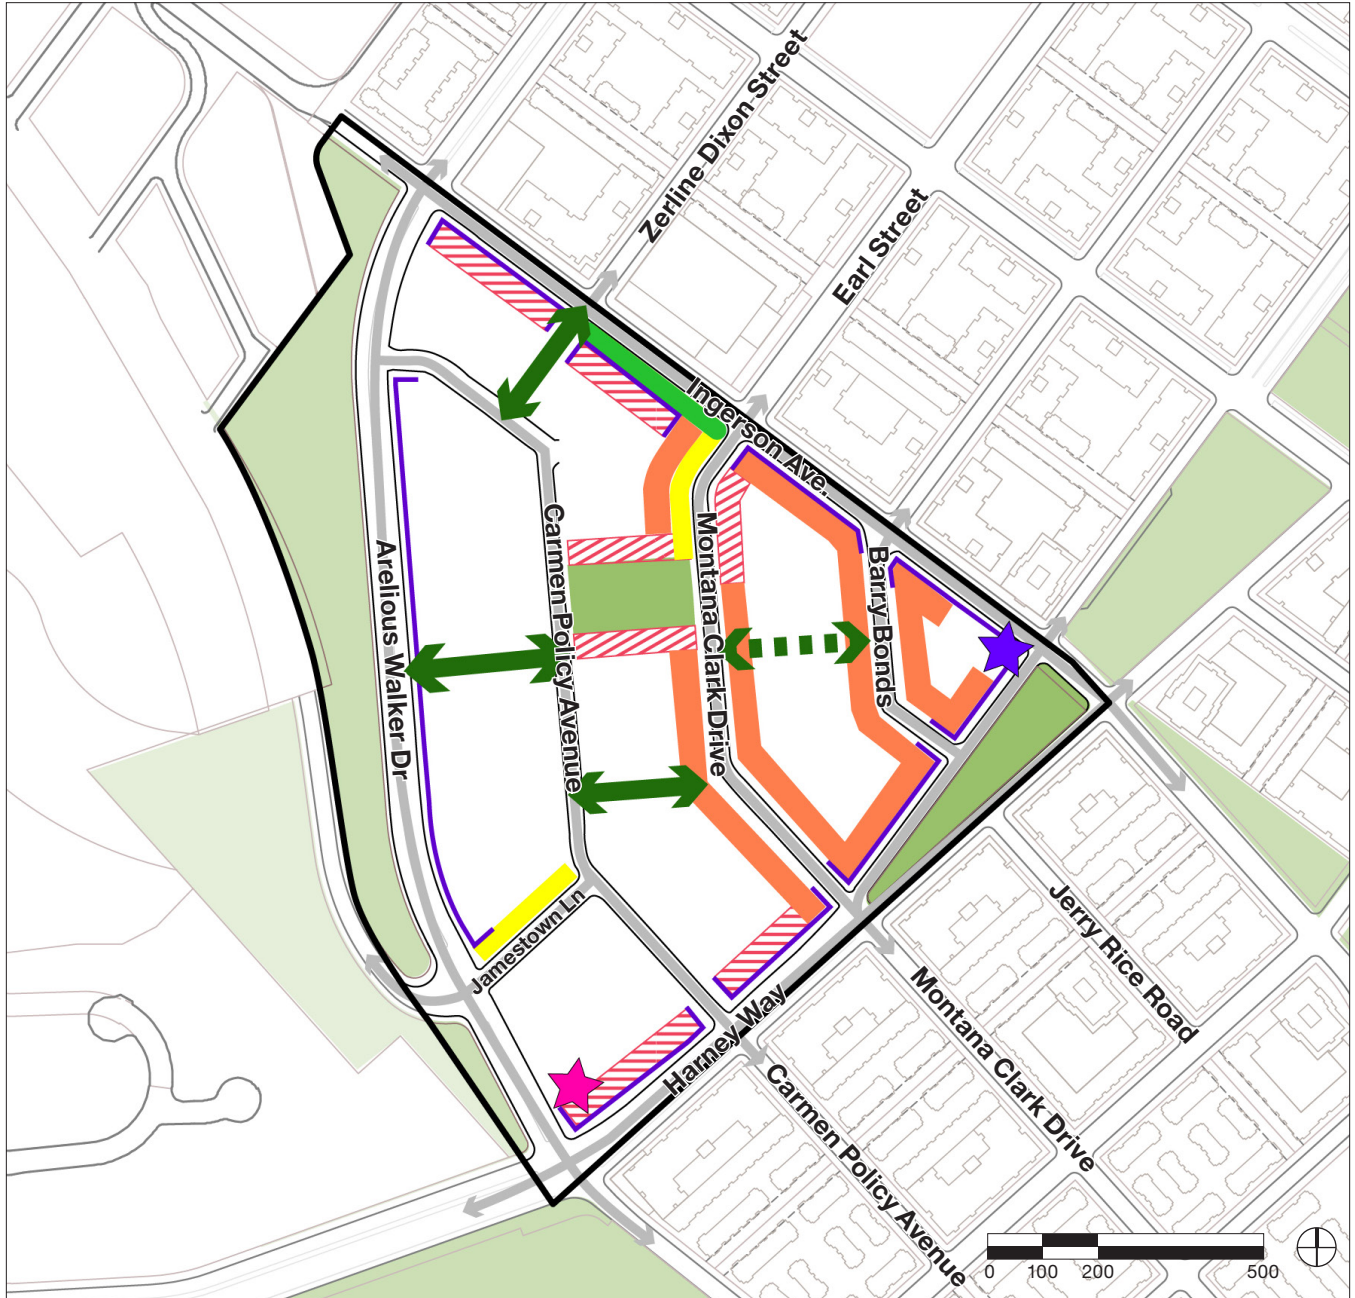 Zerline Dixon Street
Earl Street
Ingerson Ave.
Arelious Walker Dr
Carmen Policy Avenue
Montana Clark Drive
Barry Bonds
Jamestown Ln
Harney Way
Jerry Rice Road
Montana Clark Drive
Carmen Policy Avenue
0 100 200 500